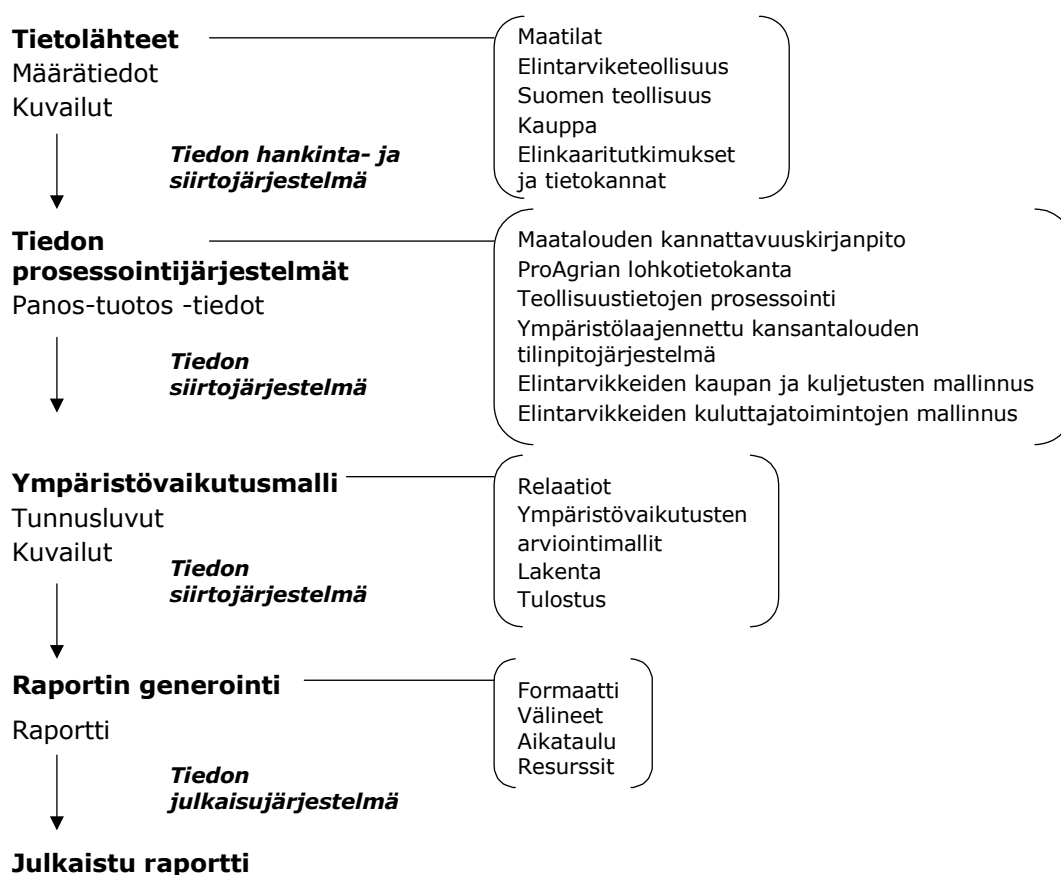 Tietolähteet
Määrätiedot
Kuvailut
Tiedon hankinta- ja
siirtojärjestelmä
Maatilat
Elintarviketeollisuus
Suomen teollisuus
Kauppa
Elinkaaritutkimukset
ja tietokannat
Tiedon
prosessointijärjestelmät
Panos-tuotos -tiedot
Tiedon
siirtojärjestelmä
Maatalouden kannattavuuskirjanpito
ProAgrian lohkotietokanta
Teollisuustietojen prosessointi
Ympäristölaajennettu kansantalouden
tilinpitojärjestelmä
Elintarvikkeiden kaupan ja kuljetusten mallinnus
Elintarvikkeiden kuluttajatoimintojen mallinnus
Ympäristövaikutusmalli
Tunnusluvut
Kuvailut
Tiedon
siirtojärjestelmä
Relaatiot
Ympäristövaikutusten
arviointimallit
Lakenta
Tulostus
Raportin generointi
Raportti
Tiedon
julkaisujärjestelmä
Formaatti
Välineet
Aikataulu
Resurssit
Julkaistu raportti